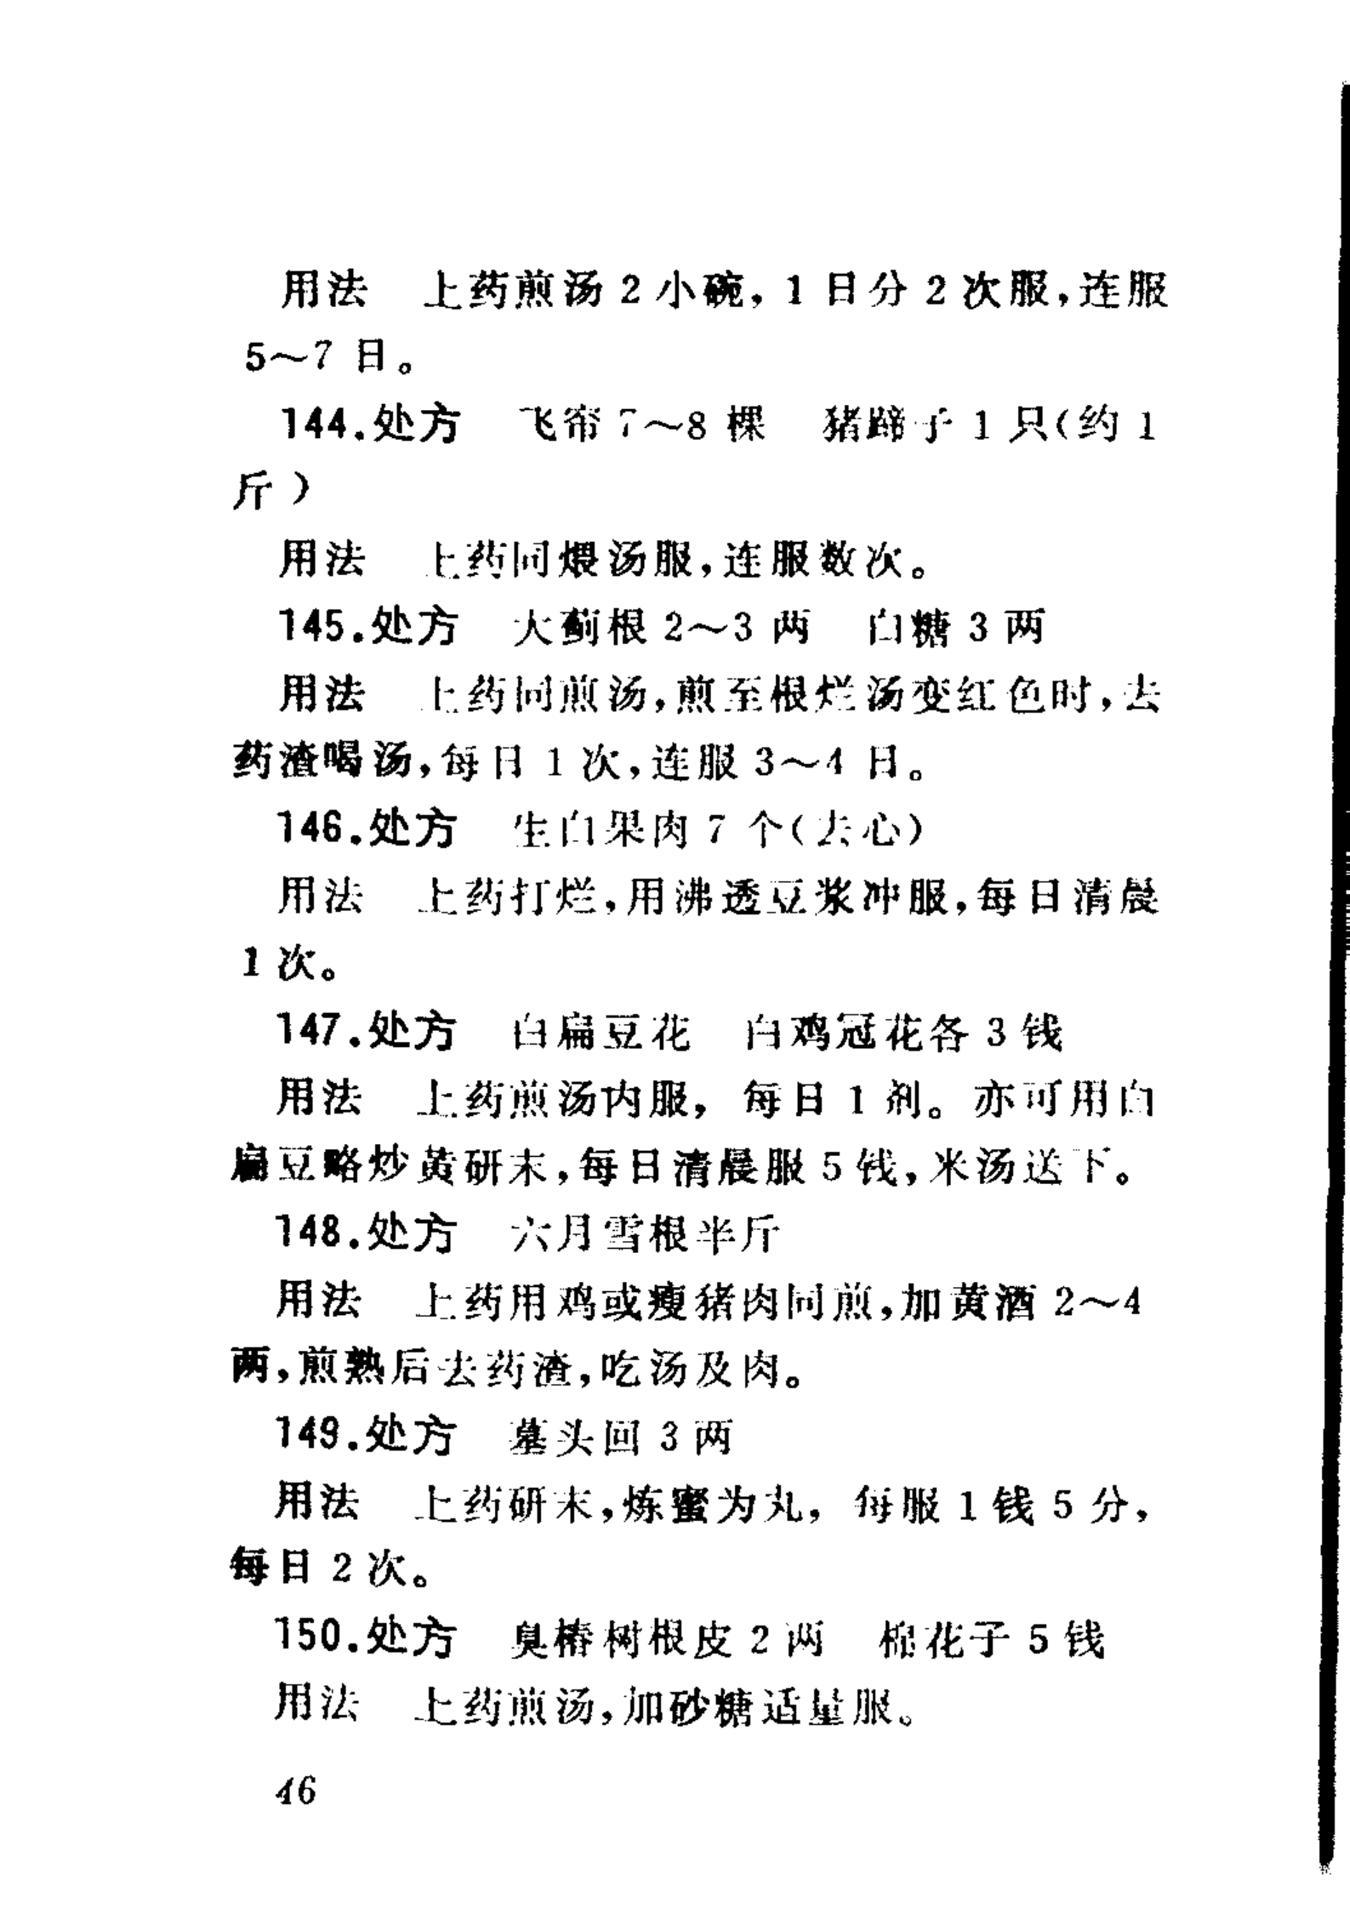 用法　上药煎汤 2 小碗，1 日分 2 次服，连服
5～7 日。
144.处方　飞帘 7～8 棵　猪蹄子 1 只（约 1
斤）
用法　上药同煨汤服，连服数次。
145.处方　大蓟根 2～3 两　白糖 3 两
用法　上药同煎汤，煎至根烂汤变红色时，去
药渣喝汤，每日 1 次，连服 3～4 日。
146.处方　生白果肉 7 个（去心）
用法　上药打烂，用沸透豆浆冲服，每日清晨
1 次。
147.处方　白扁豆花　白鸡冠花各 3 钱
用法　上药煎汤内服，每日 1 剂。亦可用白
扁豆略炒黄研末，每日清晨服 5 钱，米汤送下。
148.处方　六月雪根半斤
用法　上药用鸡或瘦猪肉同煎，加黄酒 2～4
两，煎熟后去药渣，吃汤及肉。
149.处方　墓头回 3 两
用法　上药研末，炼蜜为丸，每服 1 钱 5 分，
每日 2 次。
150.处方　臭椿树根皮 2 两　棉花子 5 钱
用法　上药煎汤，加砂糖适量服。
46